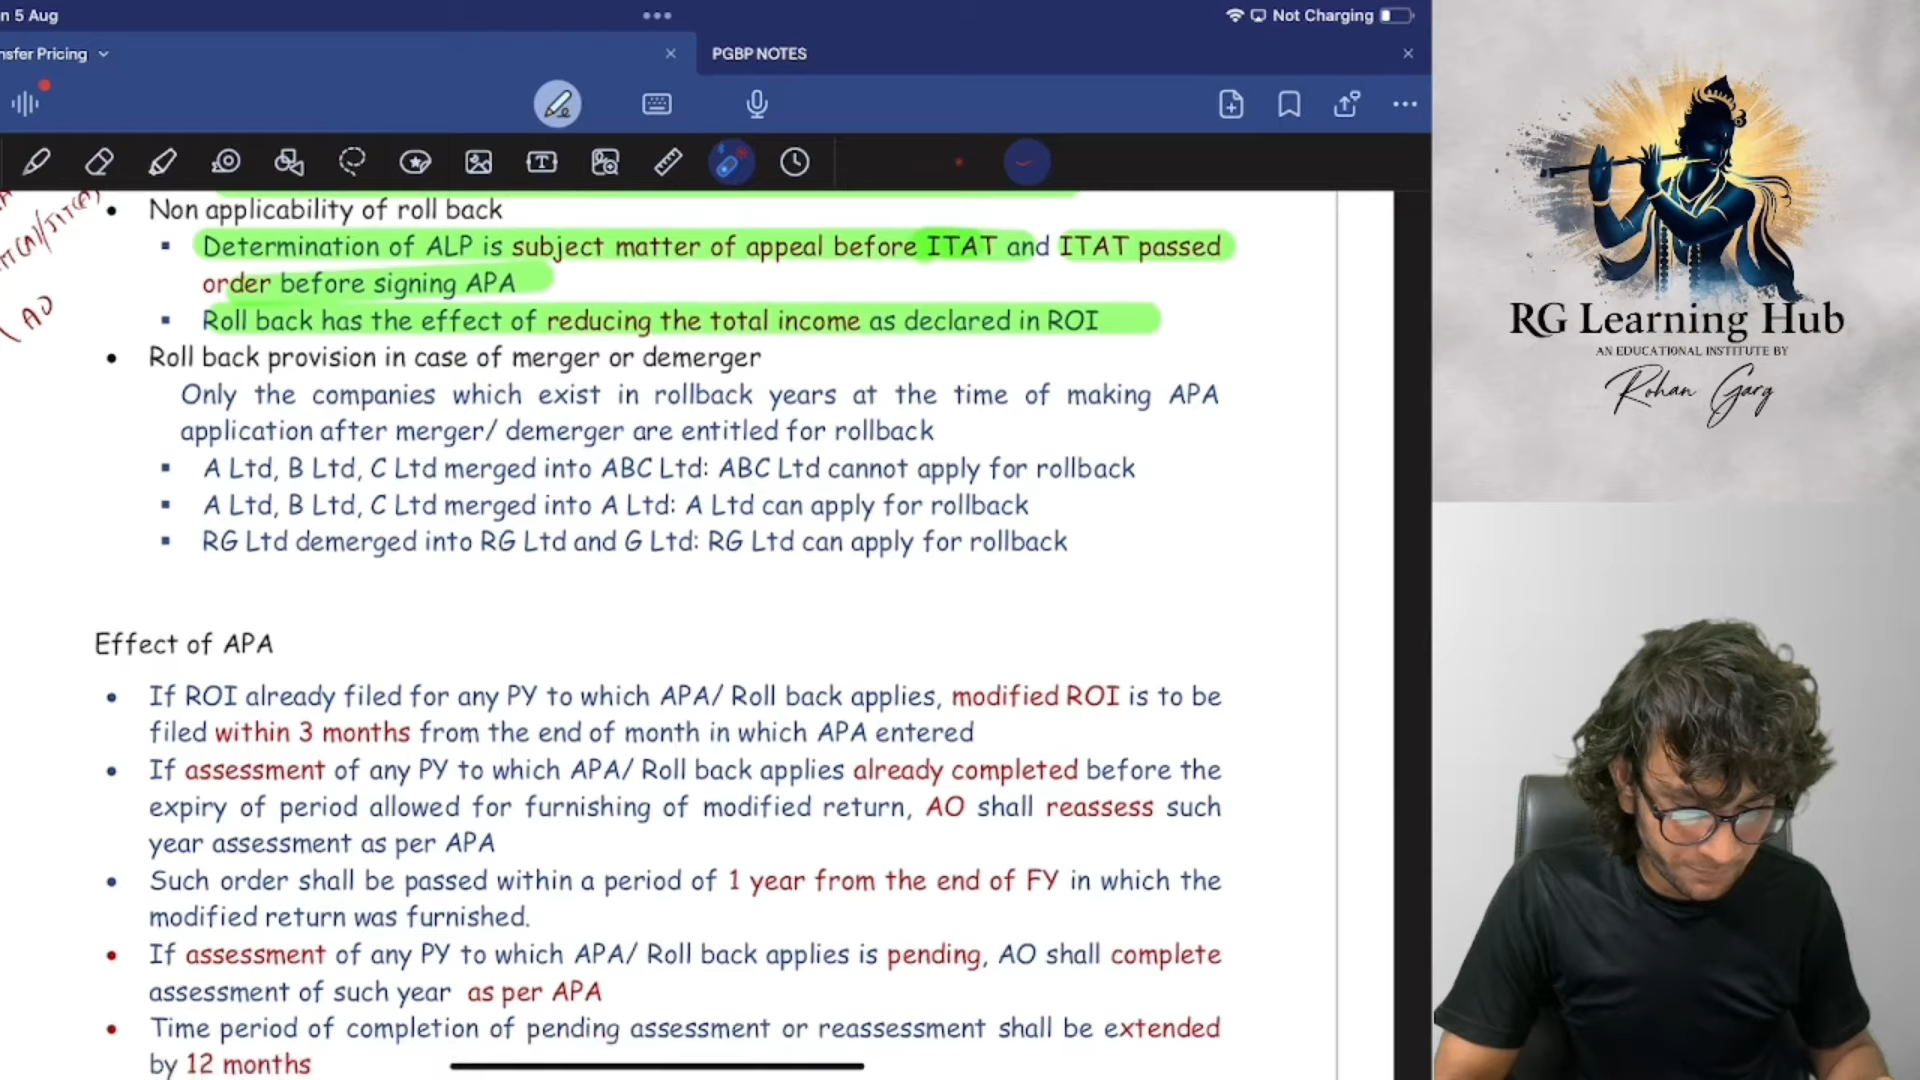 n 5 Aug
Not Charging
nsfer Pricing
PGBP NOTES
Non applicability of roll back
Determination of ALP is subject matter of appeal before ITAT and ITAT passed
order before signing APA
Roll back has the effect of reducing the total income as declared in ROI
Roll back provision in case of merger or demerger
Only the companies which exist in rollback years at the time of making APA
application after merger/ demerger are entitled for rollback
A Ltd, B Ltd, C Ltd merged into ABC Ltd: ABC Ltd cannot apply for rollback
A Ltd, B Ltd, C Ltd merged into A Ltd: A Ltd can apply for rollback
RG Ltd demerged into RG Ltd and G Ltd: RG Ltd can apply for rollback
Effect of APA
If ROI already filed for any PY to which APA/ Roll back applies, modified ROI is to be
filed within 3 months from the end of month in which APA entered
If assessment of any PY to which APA/ Roll back applies already completed before the
expiry of period allowed for furnishing of modified return, AO shall reassess such
year assessment as per APA
Such order shall be passed within a period of 1 year from the end of FY in which the
modified return was furnished.
If assessment of any PY to which APA/ Roll back applies is pending, AO shall complete
assessment of such year as per APA
Time period of completion of pending assessment or reassessment shall be extended
by 12 months
AO
RG Learning Hub
AN EDUCATIONAL INSTITUTE BY
Rohan Garg